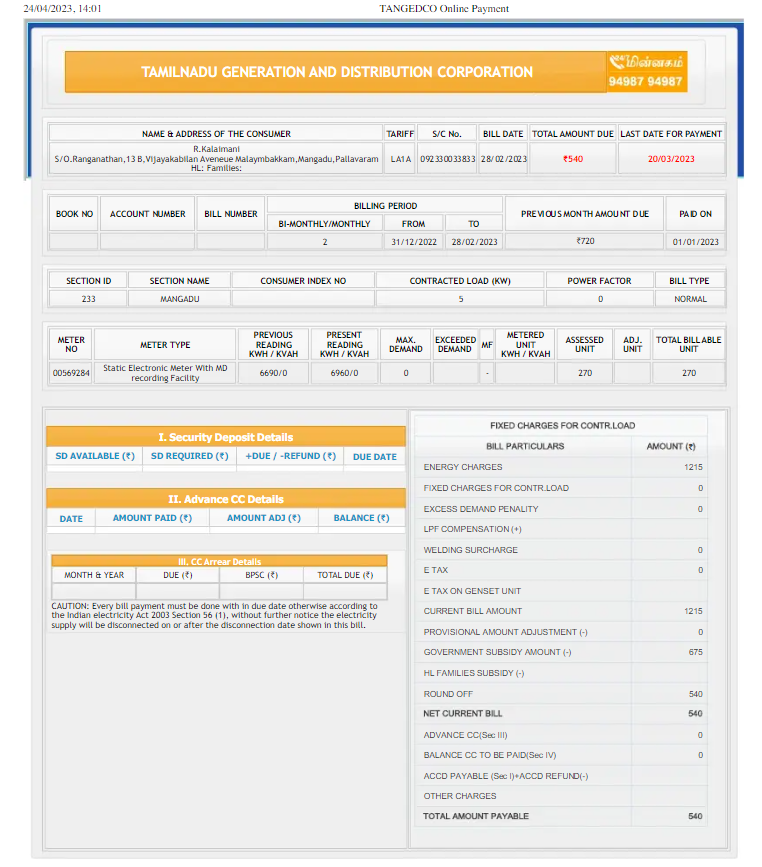 24/04/2023, 14:01 TANGEDCO Online Payment
TAMILNADU GENERATION AND DISTRIBUTION CORPORATION
மின்னகம்
94987 94987
NAME & ADDRESS OF THE CONSUMER TARIFF S/C No. BILL DATE TOTAL AMOUNT DUE LAST DATE FOR PAYMENT
R.Kalaimani
S/O.Ranganathan,13 B,Vijayakabilan Aveneue Malaymbakkam,Mangadu,Pallavaram LA1A 092330033833 28/02/2023 ₹540 20/03/2023
HL: Families:
BOOK NO ACCOUNT NUMBER BILL NUMBER BILLING PERIOD PREVIOUS MONTH AMOUNT DUE PAID ON
BI-MONTHLY/MONTHLY FROM TO
2 31/12/2022 28/02/2023 ₹720 01/01/2023
SECTION ID SECTION NAME CONSUMER INDEX NO CONTRACTED LOAD (KW) POWER FACTOR BILL TYPE
233 MANGADU 5 0 NORMAL
METER NO METER TYPE PREVIOUS READING KWH / KVAH PRESENT READING KWH / KVAH MAX. DEMAND EXCEEDED DEMAND MF METERED UNIT KWH / KVAH ASSESSED UNIT ADJ. UNIT TOTAL BILLABLE UNIT
00569284 Static Electronic Meter With MD recording Facility 6690/0 6960/0 0 - 270 270
I. Security Deposit Details
SD AVAILABLE (₹) SD REQUIRED (₹) +DUE / -REFUND (₹) DUE DATE
II. Advance CC Details
DATE AMOUNT PAID (₹) AMOUNT ADJ (₹) BALANCE (₹)
III. CC Arrear Details
MONTH & YEAR DUE (₹) BPSC (₹) TOTAL DUE (₹)
CAUTION: Every bill payment must be done with in due date otherwise according to
the Indian electricity Act 2003 Section 56 (1), without further notice the electricity
supply will be disconnected on or after the disconnection date shown in this bill.
FIXED CHARGES FOR CONTR.LOAD
BILL PARTICULARS AMOUNT (₹)
ENERGY CHARGES 1215
FIXED CHARGES FOR CONTR.LOAD 0
EXCESS DEMAND PENALITY 0
LPF COMPENSATION (+)
WELDING SURCHARGE 0
E TAX 0
E TAX ON GENSET UNIT
CURRENT BILL AMOUNT 1215
PROVISIONAL AMOUNT ADJUSTMENT (-) 0
GOVERNMENT SUBSIDY AMOUNT (-) 675
HL FAMILIES SUBSIDY (-)
ROUND OFF 540
NET CURRENT BILL 540
ADVANCE CC(Sec III) 0
BALANCE CC TO BE PAID(Sec IV) 0
ACCD PAYABLE (Sec I)+ACCD REFUND(-)
OTHER CHARGES
TOTAL AMOUNT PAYABLE 540